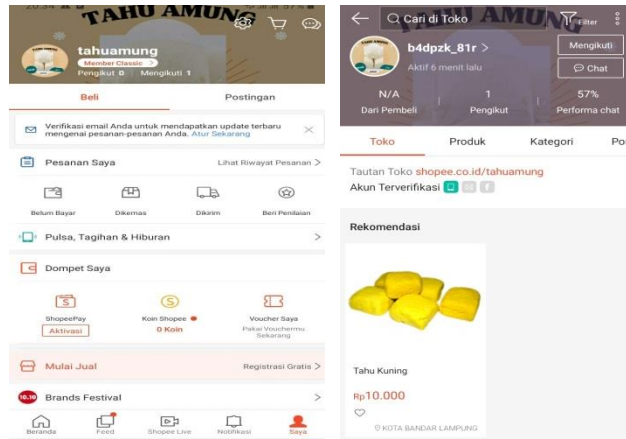 20.34
TAHU AMUNG
tahuamung
Member Classic >
Pengikut 0 Mengikuti 1
Beli
Postingan
Verifikasi email Anda untuk mendapatkan update terbaru
mengenai pesanan-pesanan Anda. Atur Sekarang
Pesanan Saya
Lihat Riwayat Pesanan >
Belum Bayar
Dikemas
Dikirim
Beri Penilaian
Pulsa, Tagihan & Hiburan
Dompet Saya
ShopeePay
Aktivasi
Koin Shopee
0 Koin
Voucher Saya
Pakai Vouchermu
Sekarang
Mulai Jual
Registrasi Gratis >
10.10 Brands Festival
Beranda
Feed
Shopee Live
Notifikasi
Saya
TAHU AMUNG
Cari di Toko
Filter
b4dpzk_81r >
Aktif 6 menit lalu
Mengikuti
Chat
N/A
Dari Pembeli
1
Pengikut
57%
Performa chat
Toko
Produk
Kategori
Po
Tautan Toko shopee.co.id/tahuamung
Akun Terverifikasi
Rekomendasi
Tahu Kuning
Rp10.000
KOTA BANDAR LAMPUNG